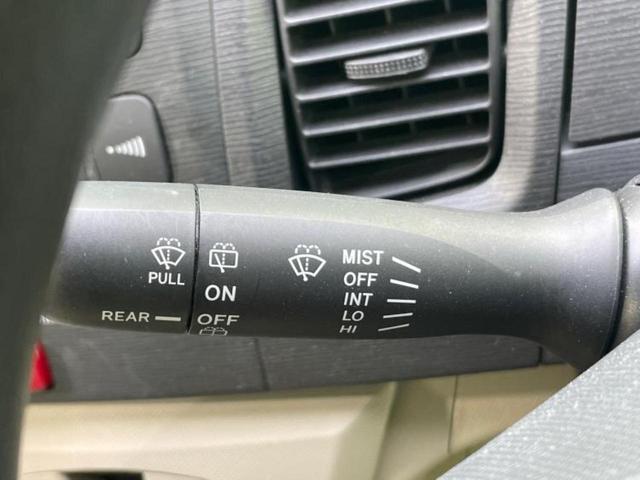 PULL
REAR
ON
OFF
MIST
OFF
INT
LO
HI